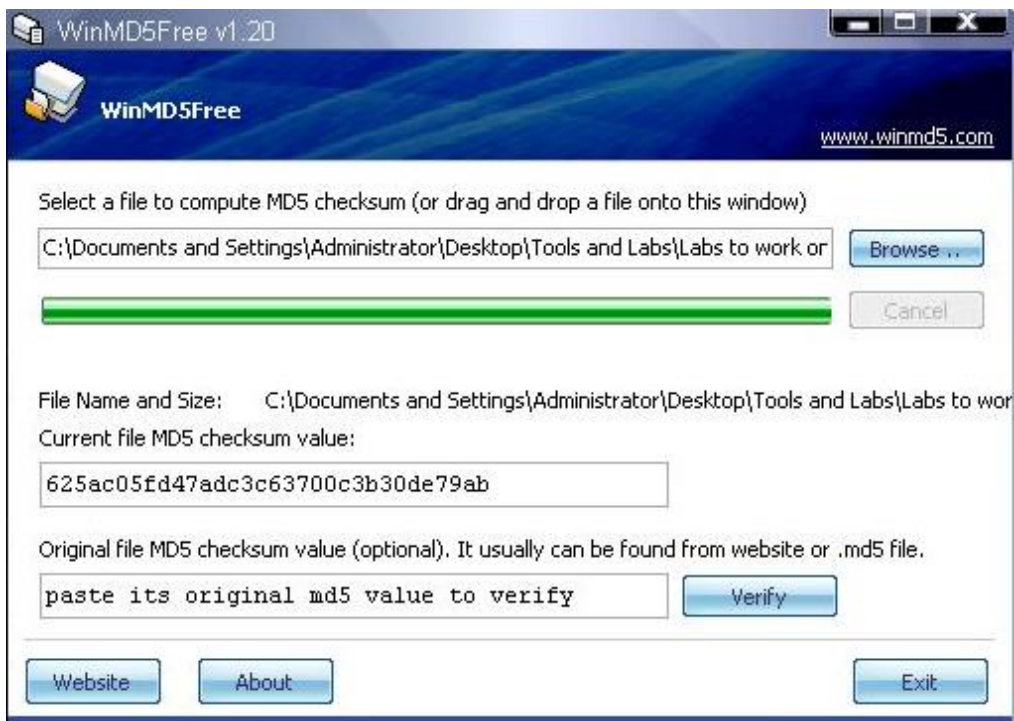 WinMD5Free v1.20
WinMD5Free
www.winmd5.com
Select a file to compute MD5 checksum (or drag and drop a file onto this window)
C:\Documents and Settings\Administrator\Desktop\Tools and Labs\Labs to work or
Browse ..
Cancel
File Name and Size: C:\Documents and Settings\Administrator\Desktop\Tools and Labs\Labs to wor
Current file MD5 checksum value:
625ac05fd47adc3c63700c3b30de79ab
Original file MD5 checksum value (optional). It usually can be found from website or .md5 file.
paste its original md5 value to verify
Verify
Website About Exit